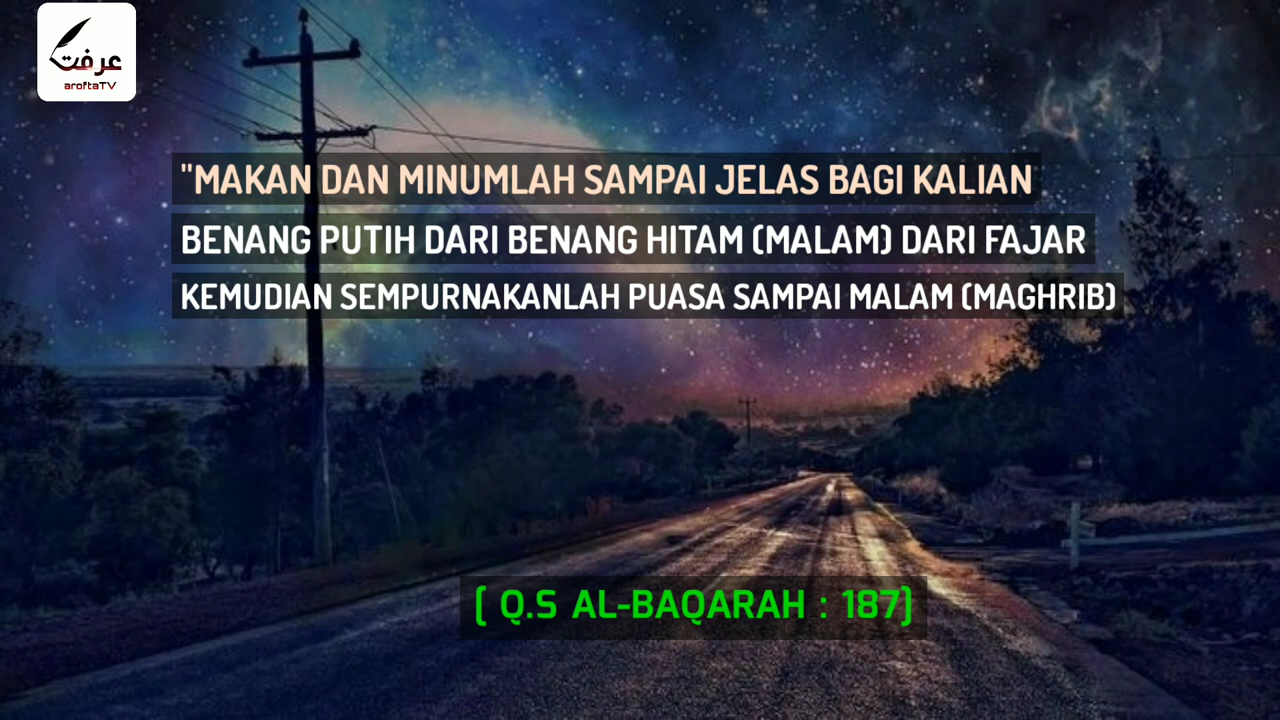 عرفت
aroftaTV
"MAKAN DAN MINUMLAH SAMPAI JELAS BAGI KALIAN
BENANG PUTIH DARI BENANG HITAM (MALAM) DARI FAJAR
KEMUDIAN SEMPURNAKANLAH PUASA SAMPAI MALAM (MAGHRIB)
( Q.S AL-BAQARAH : 187)